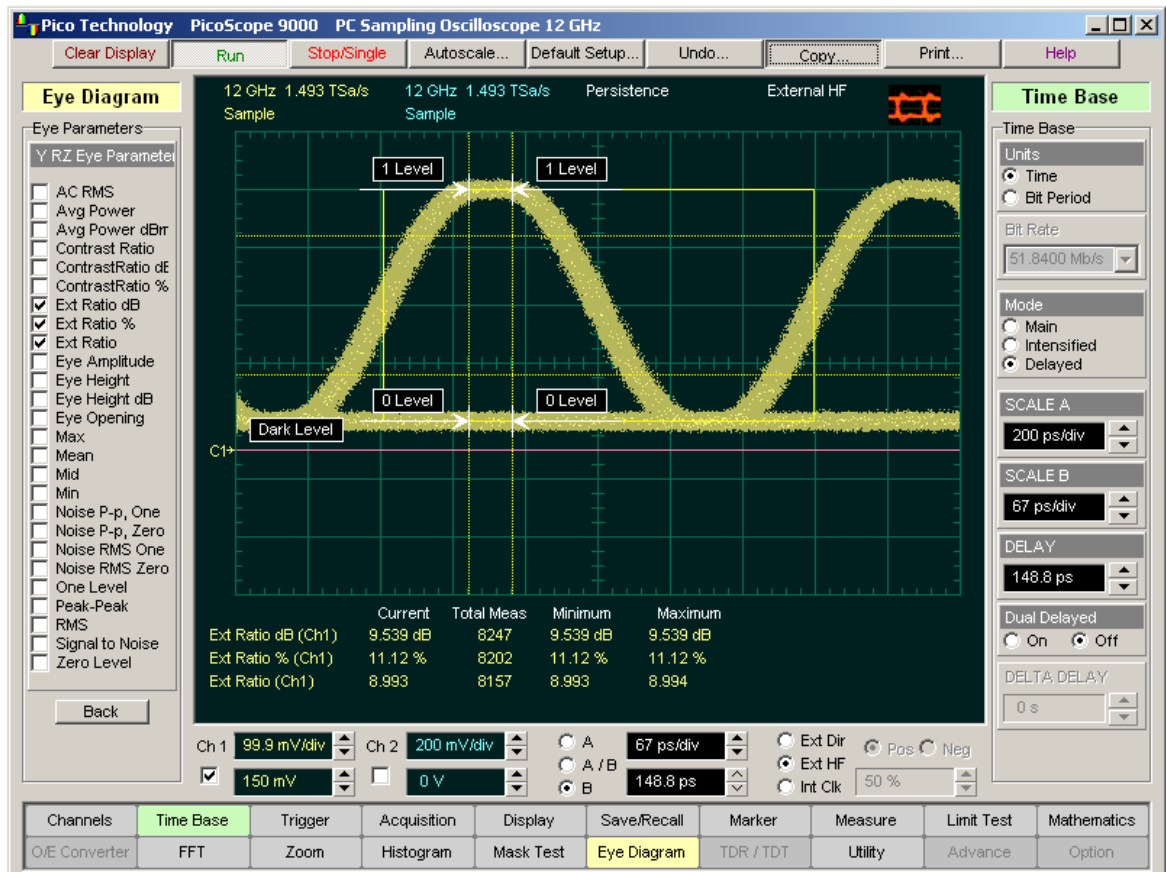 Pico Technology PicoScope 9000 PC Sampling Oscilloscope 12 GHz
Clear Display Run Stop/Single Autoscale... Default Setup... Undo... Copy... Print... Help
Eye Diagram
Eye Parameters
Y RZ Eye Parameter
AC RMS
Avg Power
Avg Power dBm
Contrast Ratio
ContrastRatio dE
ContrastRatio %
Ext Ratio dB
Ext Ratio %
Ext Ratio
Eye Amplitude
Eye Height
Eye Height dB
Eye Opening
Max
Mean
Mid
Min
Noise P-p, One
Noise P-p, Zero
Noise RMS One
Noise RMS Zero
One Level
Peak-Peak
RMS
Signal to Noise
Zero Level
Back
12 GHz 1.493 TSa/s 12 GHz 1.493 TSa/s Persistence External HF
Sample Sample
1 Level 1 Level
0 Level 0 Level
Dark Level
C1
Current Total Meas Minimum Maximum
Ext Ratio dB (Ch1) 9.539 dB 8247 9.539 dB 9.539 dB
Ext Ratio % (Ch1) 11.12 % 8202 11.12 % 11.12 %
Ext Ratio (Ch1) 8.993 8157 8.993 8.994
Time Base
Time Base
Units
Time
Bit Period
Bit Rate
51.8400 Mb/s
Mode
Main
Intensified
Delayed
SCALE A
200 ps/div
SCALE B
67 ps/div
DELAY
148.8 ps
Dual Delayed
On Off
DELTA DELAY
0 s
Ch 1 99.9 mV/div Ch 2 200 mV/div A 67 ps/div Ext Dir Pos Neg
A / B Ext HF
150 mV 0 V B 148.8 ps Int Clk 50 %
Channels Time Base Trigger Acquisition Display Save/Recall Marker Measure Limit Test Mathematics
O/E Converter FFT Zoom Histogram Mask Test Eye Diagram TDR / TDT Utility Advance Option